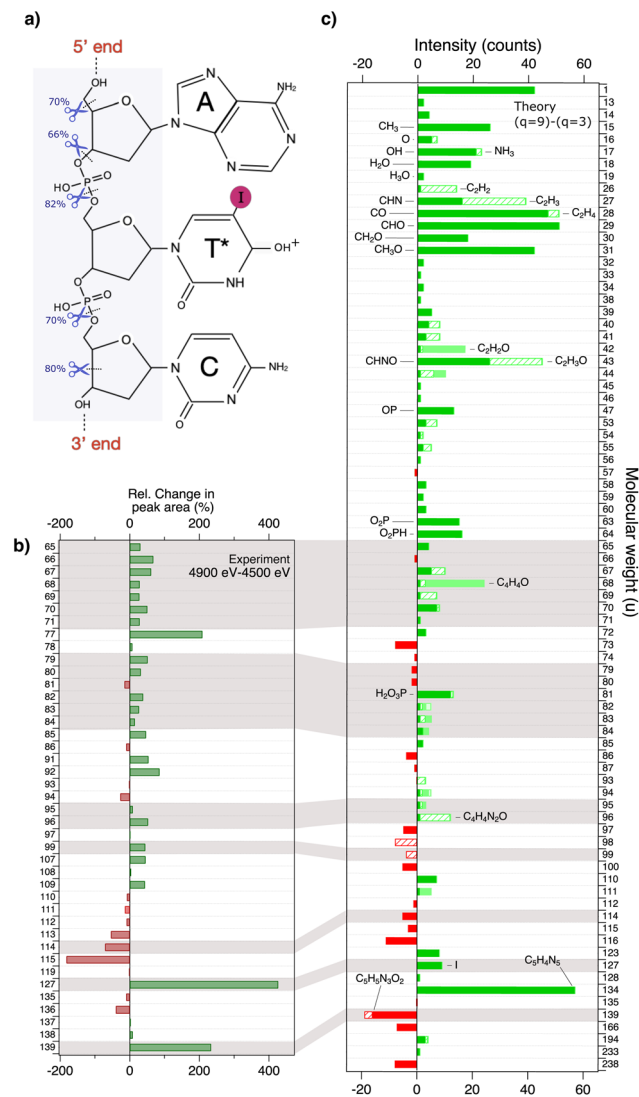 a)
5' end
OH
70%
O
A
N
N
N
N
NH₂
66%
O
HO
P
O
82%
O
I
O
T*
OH⁺
N
NH
O
O
HO
P
O
70%
O
O
C
N
N
NH₂
80%
O
OH
3' end
b)
Rel. Change in
peak area (%)
-200 0 200 400
Experiment
4900 eV-4500 eV
65
66
67
68
69
70
71
77
78
79
80
81
82
83
84
85
86
91
92
93
94
95
96
97
99
107
108
109
110
111
112
113
114
115
119
127
135
136
137
138
139
-200 0 200 400
c)
Intensity (counts)
-20 0 20 40 60
Theory
(q=9)-(q=3)
1
13
14
CH₃ 15
O 16
OH NH₃ 17
H₂O 18
H₃O 19
C₂H₂ 26
CHN C₂H₃ 27
CO C₂H₄ 28
CHO 29
CH₂O 30
CH₃O 31
32
33
34
38
39
40
41
C₂H₂O 42
CHNO C₂H₃O 43
44
45
46
OP 47
53
54
55
56
57
58
59
60
O₂P 63
O₂PH 64
65
66
67
C₄H₄O 68
69
70
71
72
73
74
79
80
H₂O₃P 81
82
83
84
85
86
87
93
94
95
C₄H₄N₂O 96
97
98
99
100
110
111
112
114
115
116
123
I 127
128
C₅H₄N₅ 134
135
C₅H₅N₃O₂ 139
166
194
233
238
Molecular weight (u)
-20 0 20 40 60